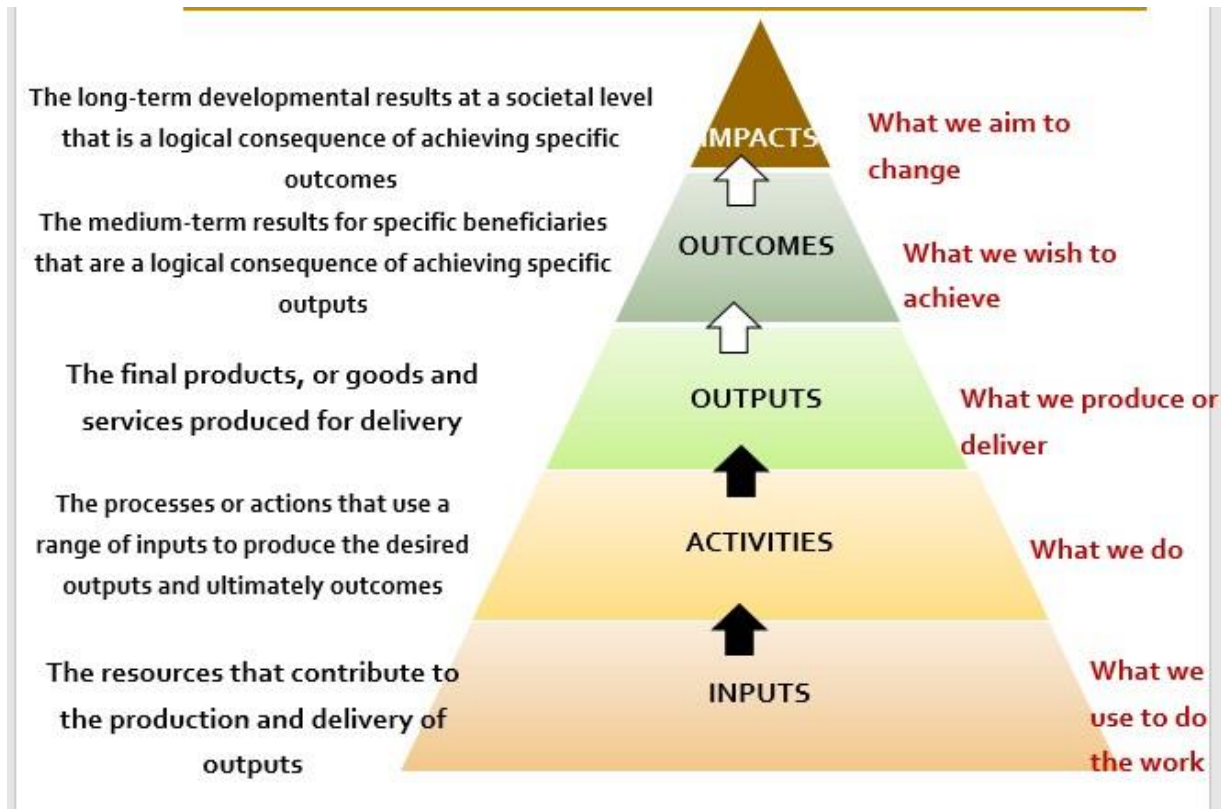 The long-term developmental results at a societal level
that is a logical consequence of achieving specific
outcomes
IMPACTS
What we aim to
change
The medium-term results for specific beneficiaries
that are a logical consequence of achieving specific
outputs
OUTCOMES
What we wish to
achieve
The final products, or goods and
services produced for delivery
OUTPUTS
What we produce or
deliver
The processes or actions that use a
range of inputs to produce the desired
outputs and ultimately outcomes
ACTIVITIES
What we do
The resources that contribute to
the production and delivery of
outputs
INPUTS
What we
use to do
the work